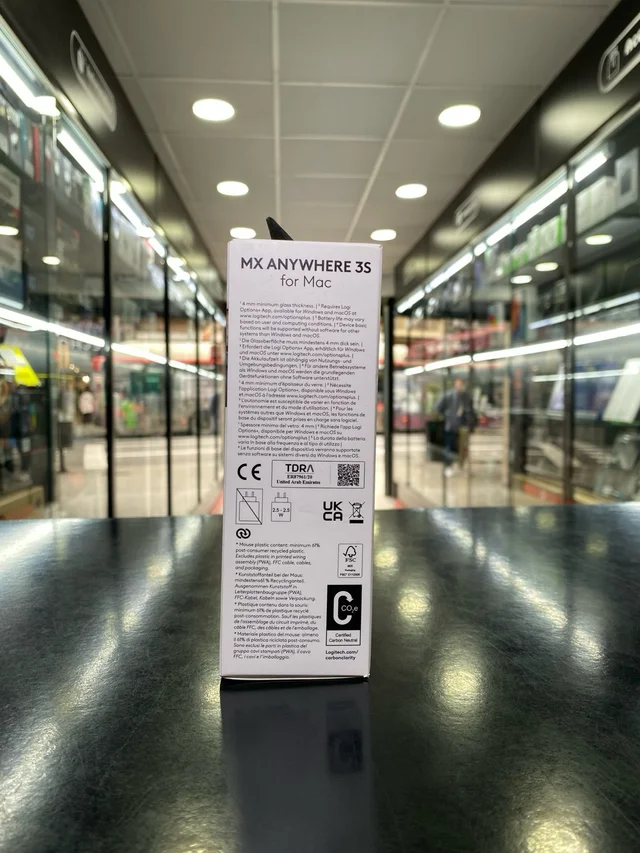 MX ANYWHERE 3S
for Mac
¹ 4 mm minimum glass thickness. | ² Requires Logi
Options+ App, available for Windows and macOS at
www.logitech.com/optionsplus. | ³ Battery life may vary
based on user and computing conditions. | ⁴ Device basic
functions will be supported without software for other
systems than Windows and macOS.
¹ Die Glasoberfläche muss mindestens 4 mm dick sein. |
² Erfordert die Logi Options+ App, erhältlich für Windows
und macOS unter www.logitech.com/optionsplus. |
³ Die Akkulaufzeit ist abhängig von Nutzungs- und
Umgebungsbedingungen. | ⁴ Für andere Betriebssysteme
als Windows und macOS werden die grundlegenden
Gerätefunktionen ohne Software unterstützt.
¹ 4 mm minimum d'épaisseur du verre. | ² Nécessite
l'application Logi Options+, disponible sous Windows
et macOS à l'adresse www.logitech.com/optionsplus. |
³ L'autonomie est susceptible de varier en fonction de
l'environnement et du mode d'utilisation. | ⁴ Pour les
systèmes autres que Windows et macOS, les fonctions de
base du dispositif seront prises en charge sans logiciel.
¹ Spessore minimo del vetro: 4 mm | ² Richiede l'app Logi
Options+, disponibile per Windows e macOS su
www.logitech.com/optionsplus | ³ La durata della batteria
varia in base alla frequenza e al tipo di utilizzo |
⁴ Le funzioni di base del dispositivo verranno supportate
senza software su sistemi diversi da Windows e macOS.
CE
TDRA
ER87961/20
United Arab Emirates
2.5 - 2.5
W
UK
CA
* Mouse plastic content: minimum 61%
post-consumer recycled plastic.
Excludes plastic in printed wiring
assembly (PWA), FFC cable, cables,
and packaging.
* Kunststoffanteil bei der Maus:
mindestens 61 % Recyclinganteil.
Ausgenommen Kunststoff in
Leiterplattenbaugruppe (PWA),
FFC-Kabel, Kabeln sowie Verpackung.
* Plastique contenu dans la souris:
minimum 61% de plastique recyclé
post-consommation. Sauf les plastiques
de l'assemblage du circuit imprimé, du
câble FFC, des câbles et de l'emballage.
* Materiale plastico del mouse: almeno
il 61% di plastica riciclata post-consumo.
Sono esclusi le parti in plastica dei
gruppi cavi stampati (PWA), il cavo
FFC, i cavi e l'imballaggio.
FSC
MIX
Packaging
CO₂e
Certified
Carbon Neutral
Logitech.com/
carbonclarity